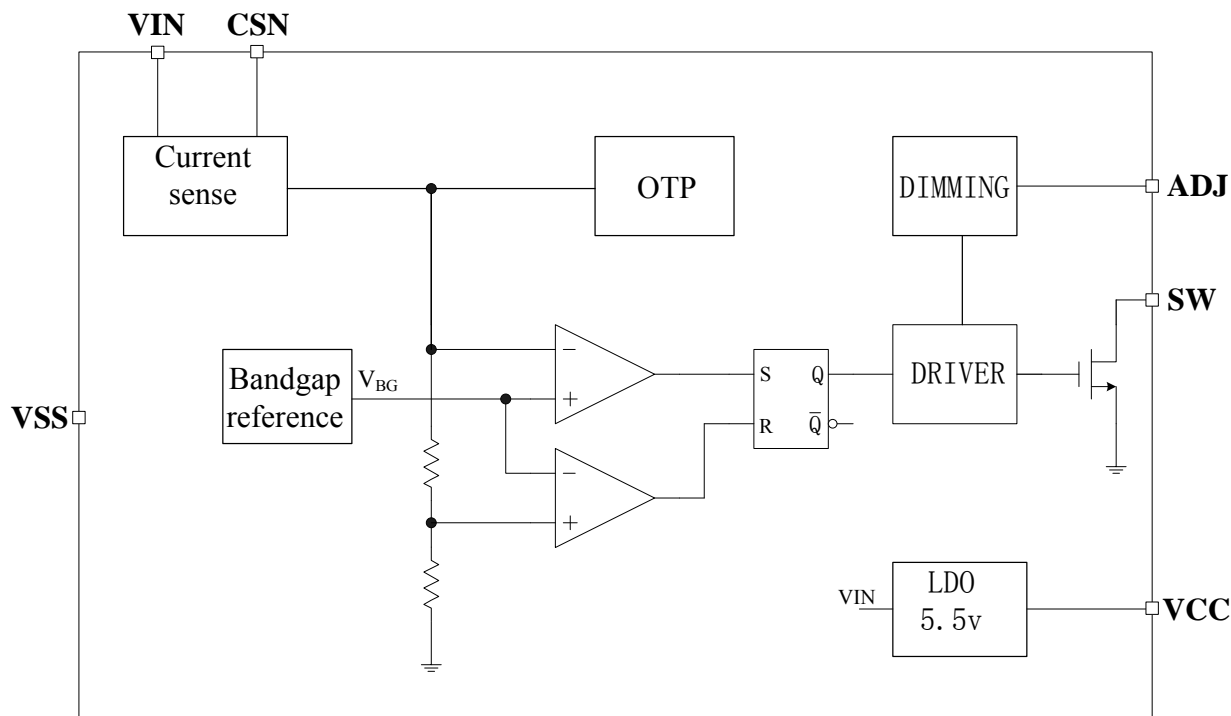 VIN CSN
Current
sense
OTP
DIMMING
ADJ
SW
Bandgap
reference
VBG
−
+
S Q
R Q̅
DRIVER
VSS
−
+
VIN
LDO
5.5v
VCC